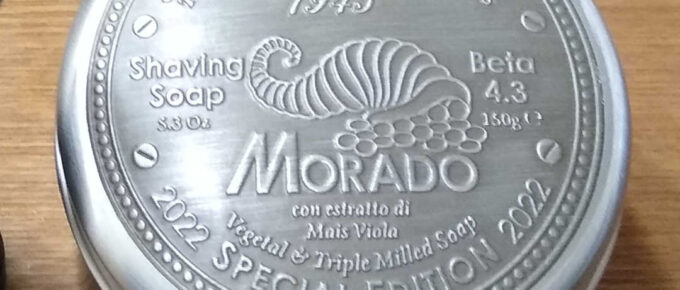 1945
Shaving
Soap
5.3 Oz
Beta
4.3
150g ℮
MORADO
con estratto di
Mais Viola
Vegetal & Triple Milled Soap
2022 SPECIAL EDITION 2022